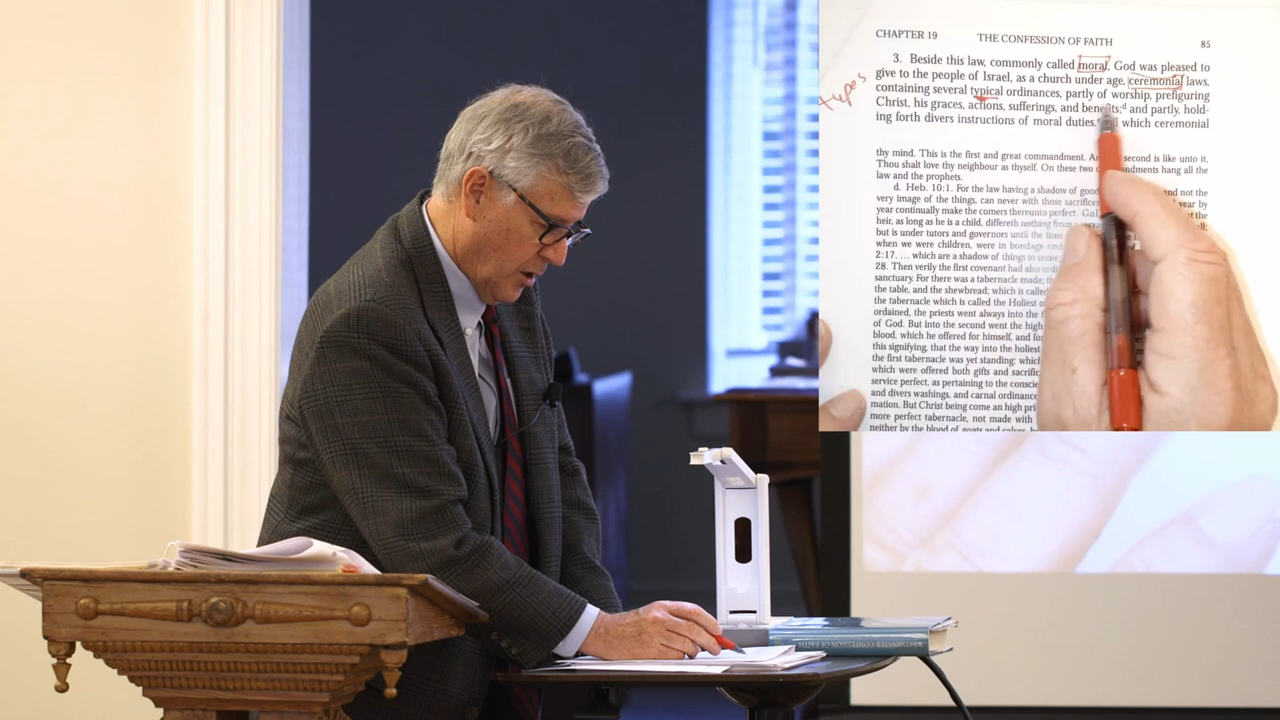 CHAPTER 19 THE CONFESSION OF FAITH 85
3. Beside this law, commonly called moral, God was pleased to
give to the people of Israel, as a church under age, ceremonial laws,
containing several typical ordinances, partly of worship, prefiguring
Christ, his graces, actions, sufferings, and benefits;d and partly, hold-
ing forth divers instructions of moral duties. which ceremonial
types
thy mind. This is the first and great commandment. second is like unto it.
Thou shalt love thy neighbour as thyself. On these two hang all the
law and the prophets.
d. Heb. 10:1. For the law having a shadow of good and not the
very image of the things, can never with those sacrifices year by
year continually make the comers thereunto perfect. the
heir, as long as he is a child, differeth nothing from
but is under tutors and governors until the time
when we were children, were in bondage
2:17. ... which are a shadow of things to come;
28. Then verily the first covenant had also
sanctuary. For there was a tabernacle made;
the table, and the shewbread; which is called
the tabernacle which is called the Holiest
ordained, the priests went always into the
of God. But into the second went the high
blood, which he offered for himself, and
this signifying, that the way into the holiest
the first tabernacle was yet standing:
which were offered both gifts and
service perfect, as pertaining to the
and divers washings, and carnal
mation. But Christ being come an high
more perfect tabernacle, not made with
neither by the blood of goats and calves,
WESTMINSTER CONFESSION OF FAITH